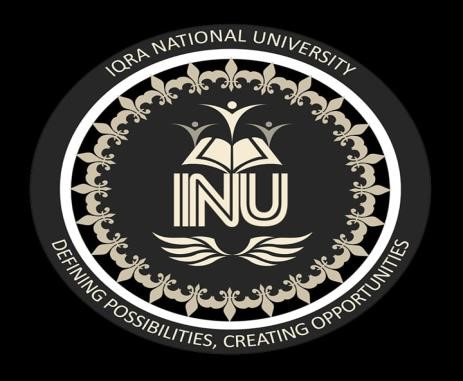 IQRA NATIONAL UNIVERSITY
INU
DEFINING POSSIBILITIES, CREATING OPPORTUNITIES